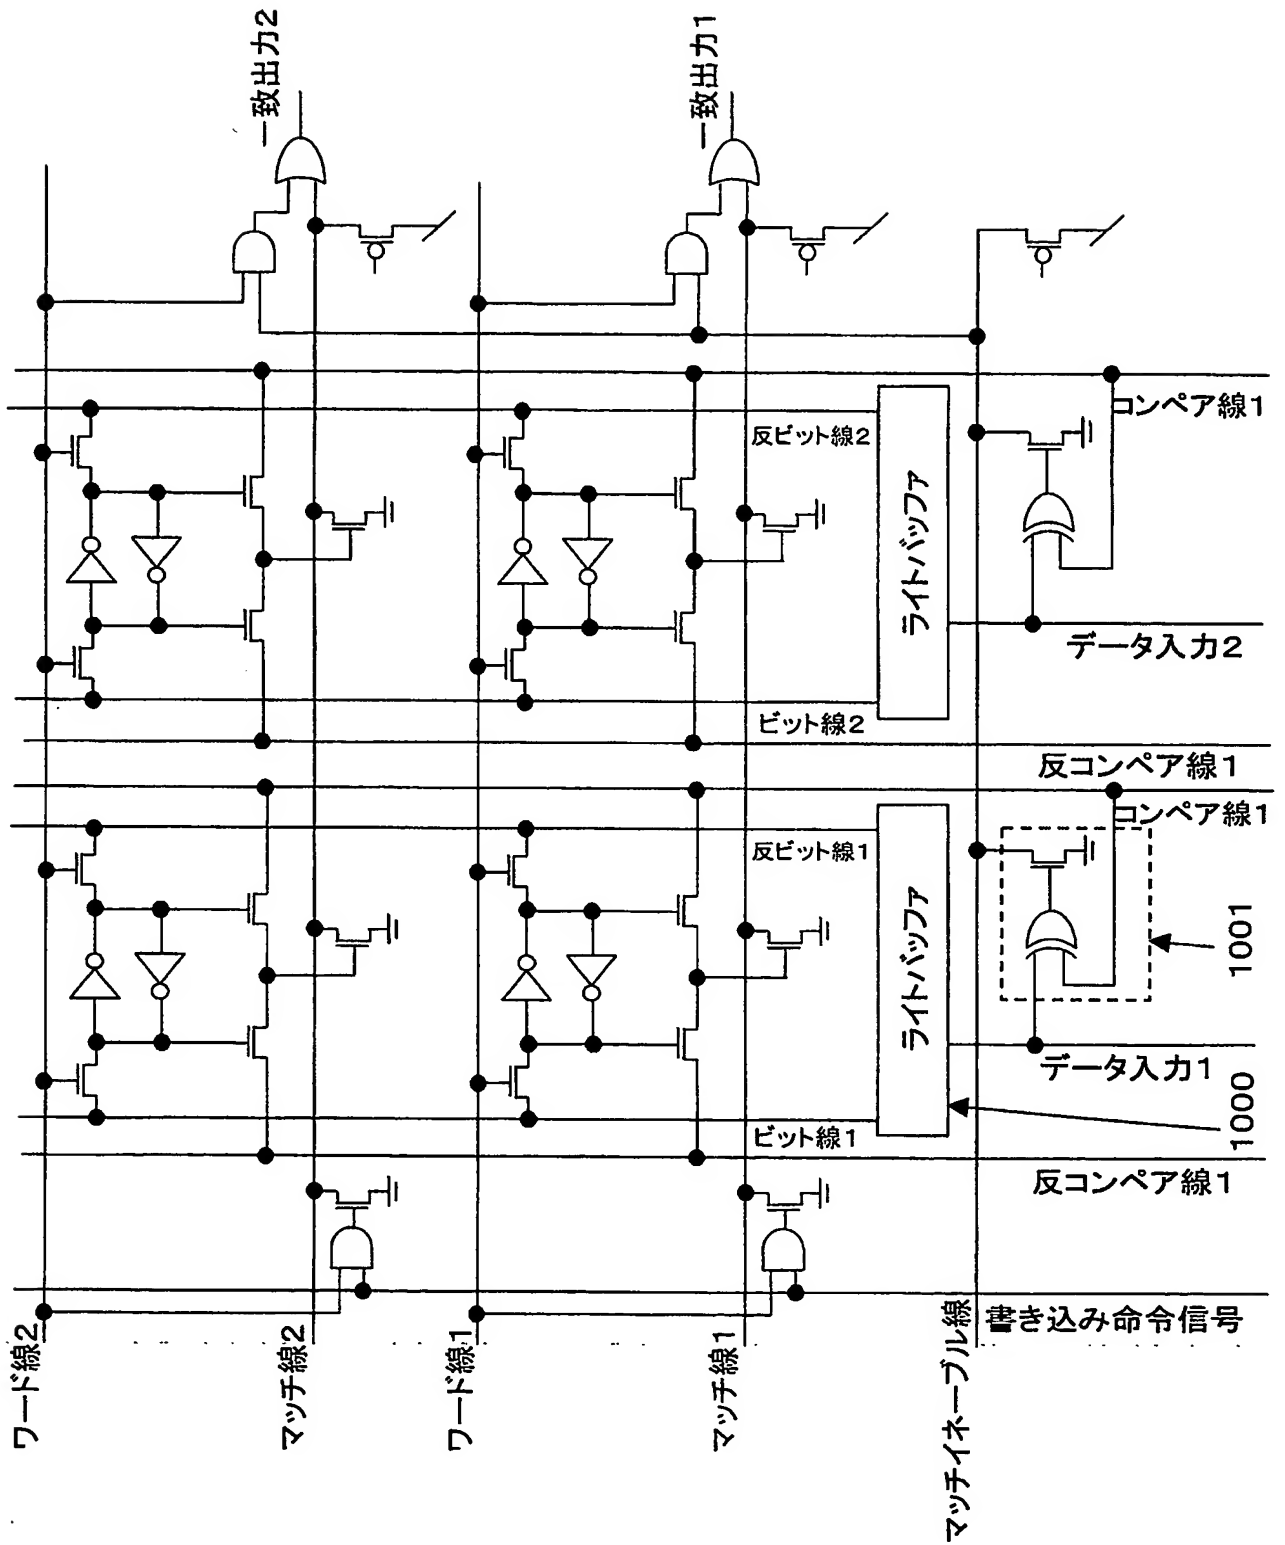 一致出力2
一致出力1
コンペア線1
反ビット線2
ライトバッファ
データ入力2
ビット線2
反コンペア線1
コンペア線1
反ビット線1
ライトバッファ
1001
データ入力1
1000
ビット線1
反コンペア線1
書き込み命令信号
ワード線2
マッチ線2
ワード線1
マッチ線1
マッチイネーブル線